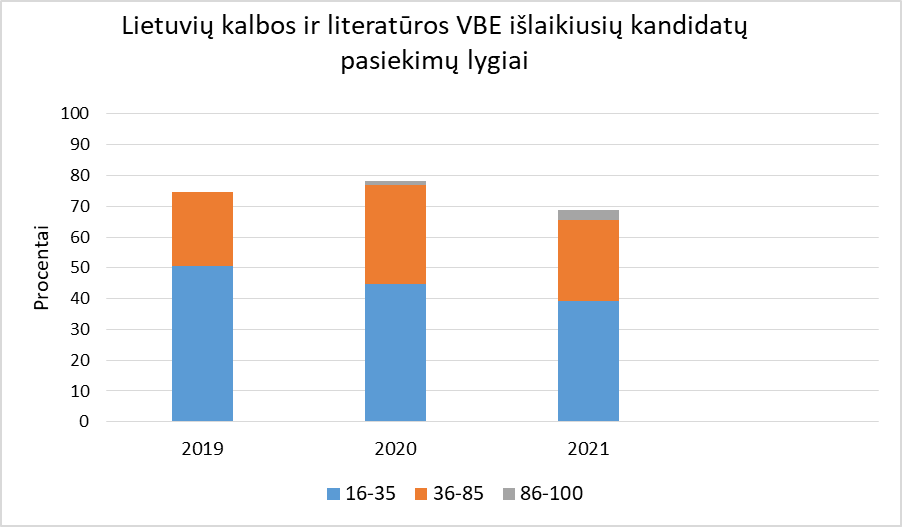 Lietuvių kalbos ir literatūros VBE išlaikiusių kandidatų
pasiekimų lygiai
Procentai
100
90
80
70
60
50
40
30
20
10
0
2019 2020 2021
16-35 36-85 86-100